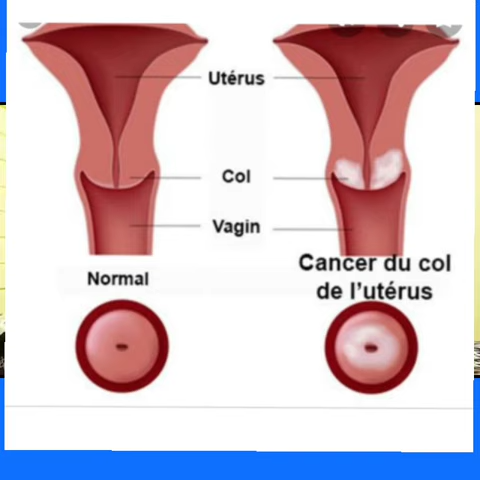 Utérus
Col
Vagin
Normal
Cancer du col
de l'utérus